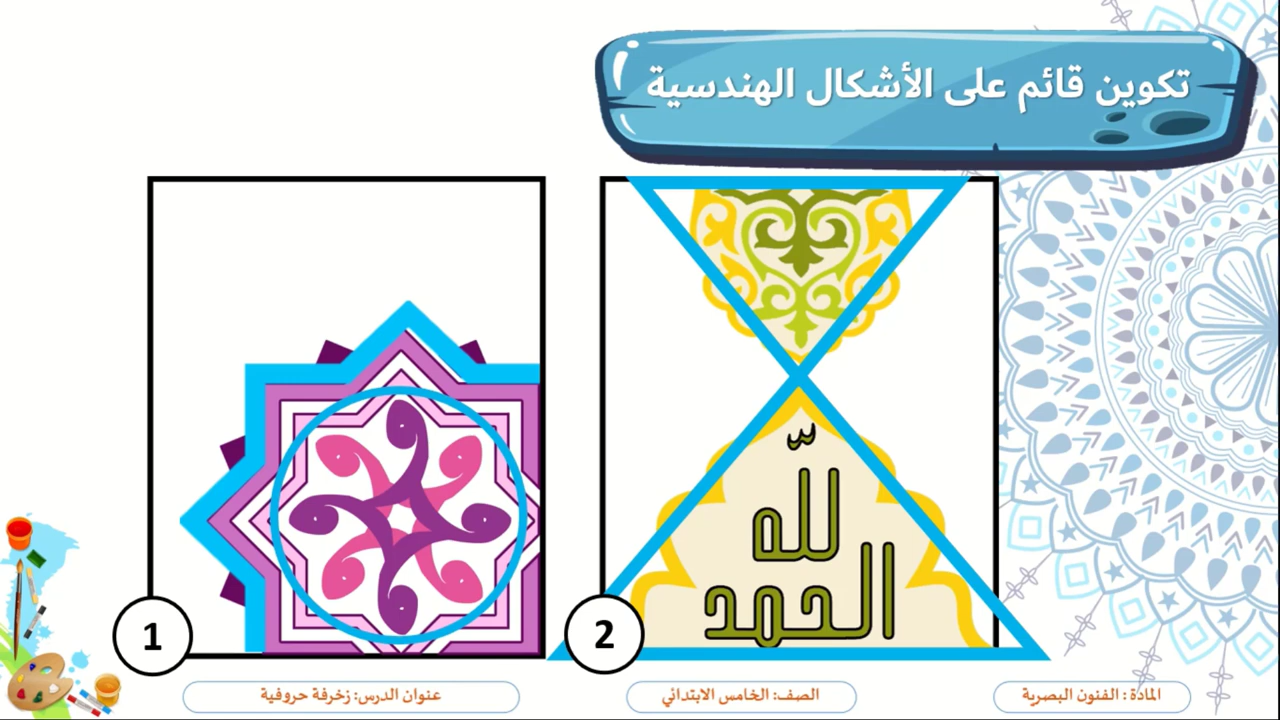 تكوين قائم على الأشكال الهندسية
1
2
لله
الحمد
المادة : الفنون البصرية
الصف: الخامس الابتدائي
عنوان الدرس: زخرفة حروفية